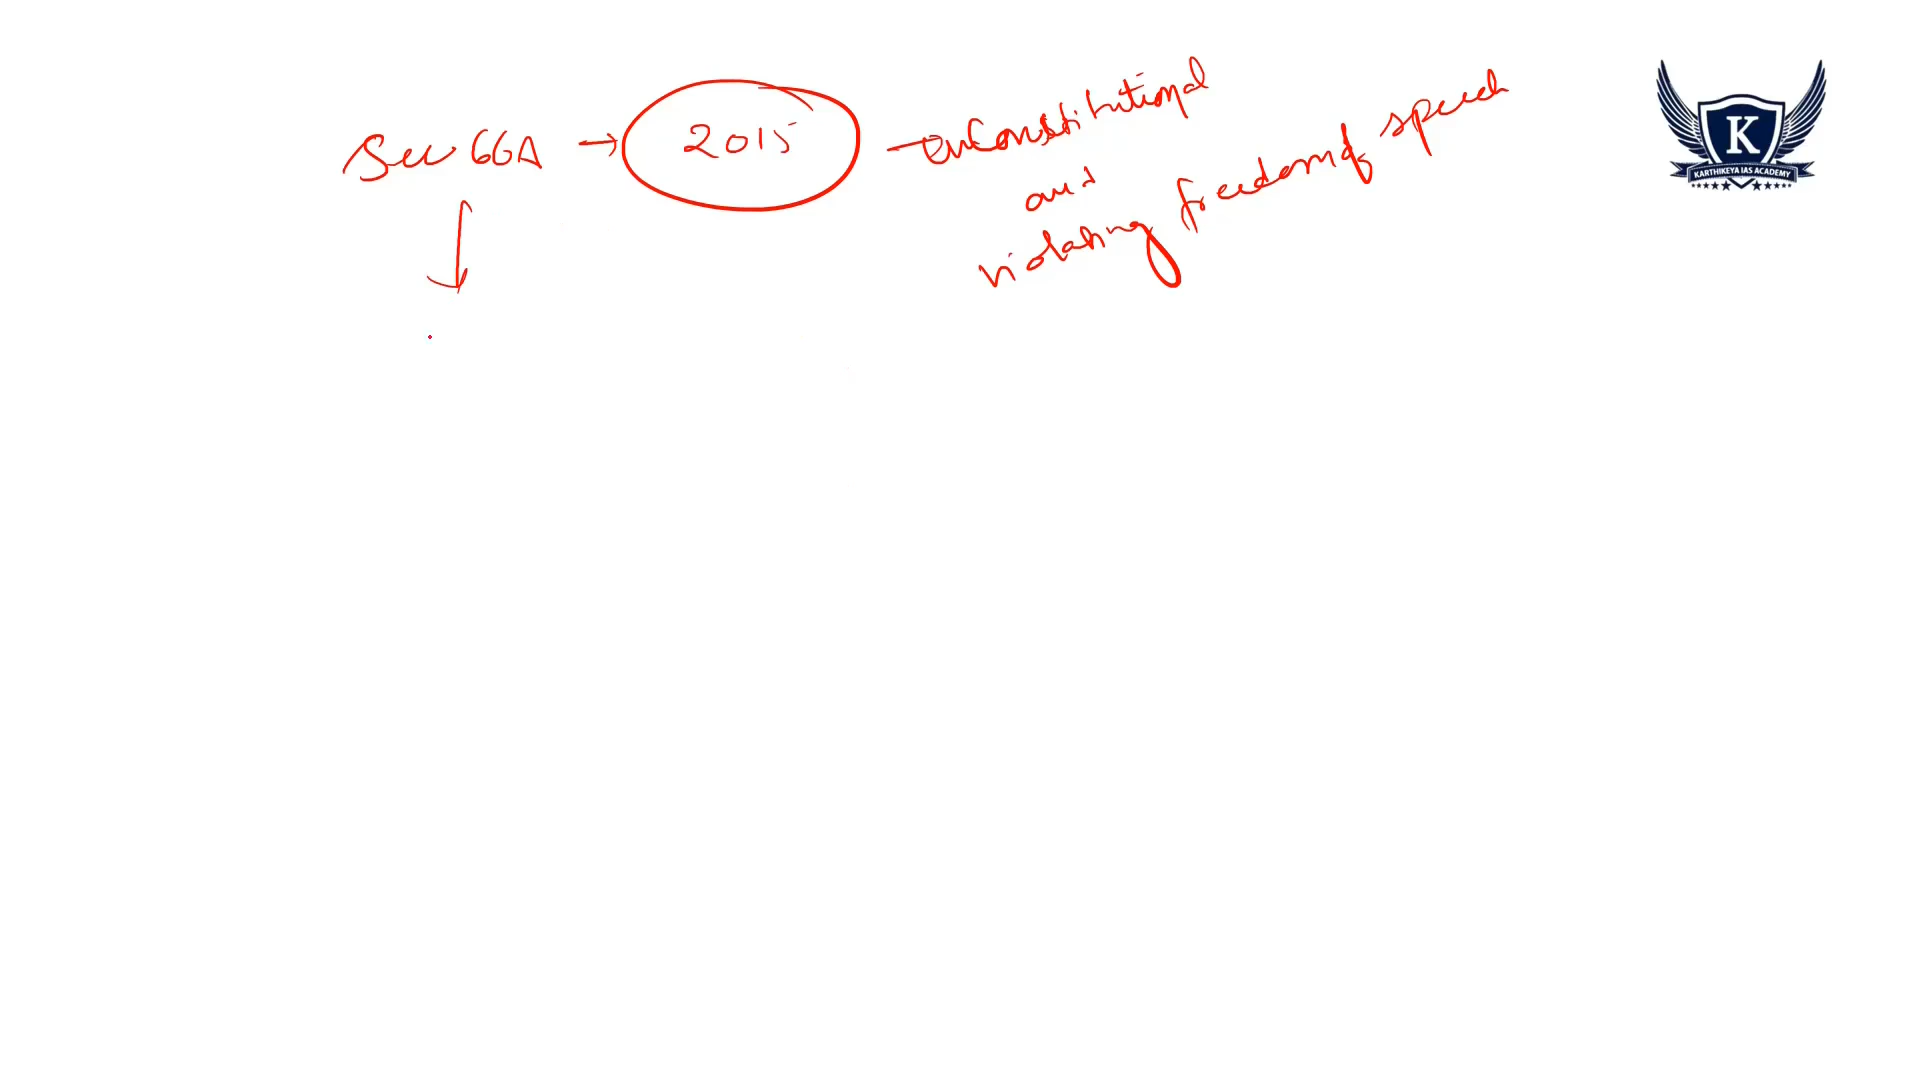 Sec 66A → 2015 - unconstitutional
and
violating freedom of speech
K
KARTHIKEYA IAS ACADEMY